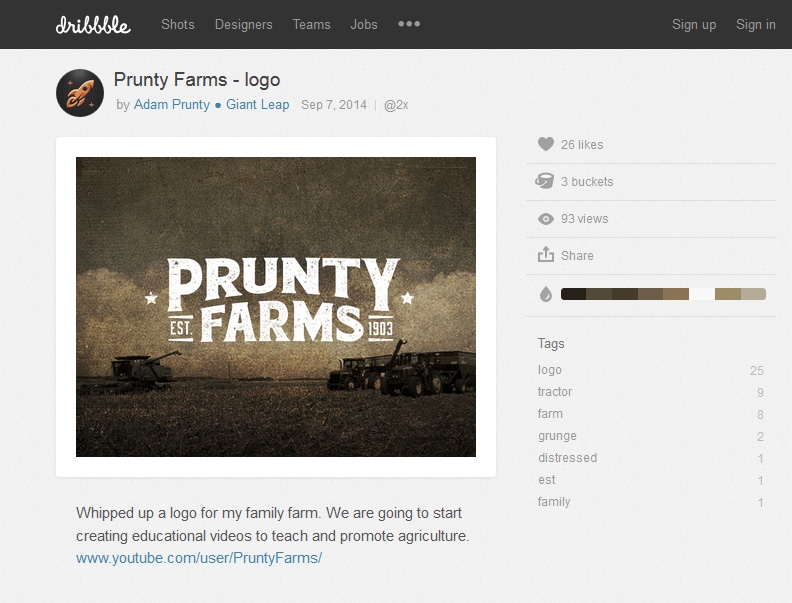 dribbble Shots Designers Teams Jobs ••• Sign up Sign in
Prunty Farms - logo
by Adam Prunty ● Giant Leap Sep 7, 2014 | @2x
PRUNTY
FARMS
EST. 1903
26 likes
3 buckets
93 views
Share
Tags
logo 25
tractor 9
farm 8
grunge 2
distressed 1
est 1
family 1
Whipped up a logo for my family farm. We are going to start
creating educational videos to teach and promote agriculture.
www.youtube.com/user/PruntyFarms/